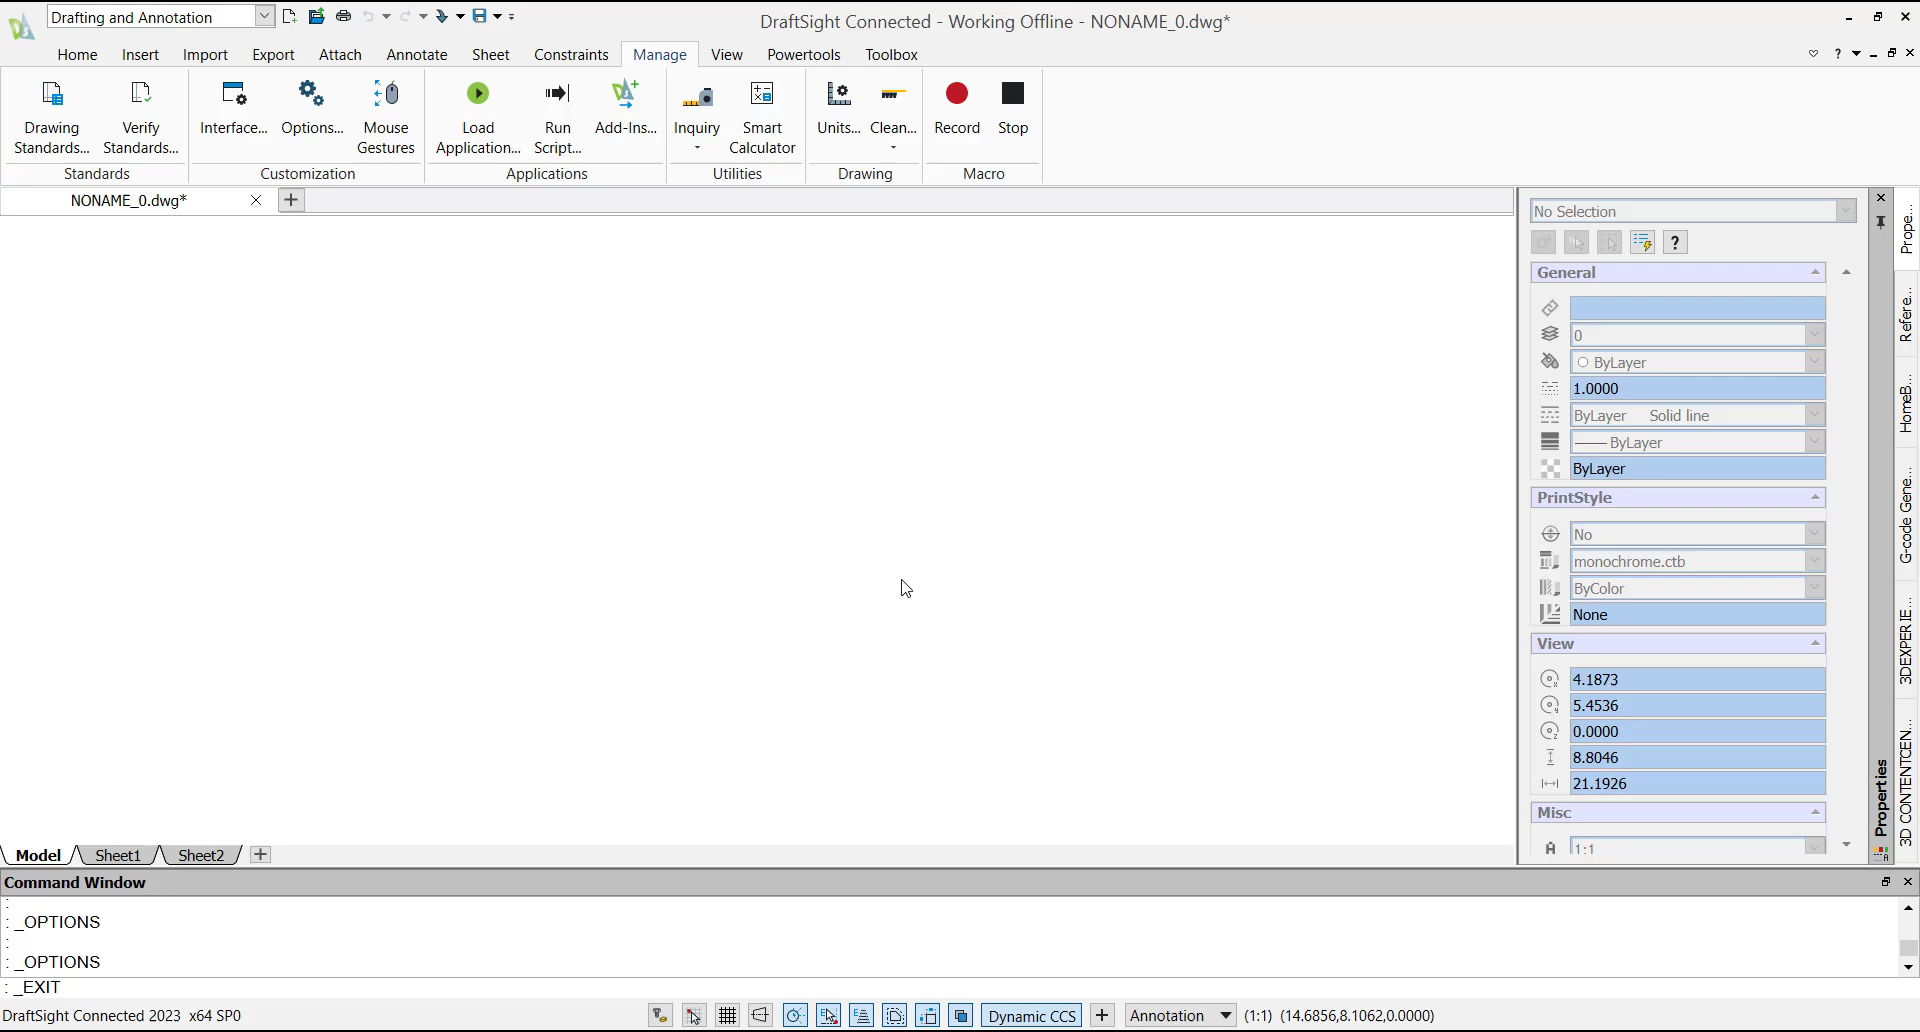 Drafting and Annotation
DraftSight Connected - Working Offline - NONAME_0.dwg*
Home Insert Import Export Attach Annotate Sheet Constraints Manage View Powertools Toolbox
?
Drawing Standards...
Verify Standards...
Interface...
Options...
Mouse Gestures
Load Application...
Run Script...
Add-Ins...
Inquiry
Smart Calculator
Units...
Clean...
Record
Stop
Standards
Customization
Applications
Utilities
Drawing
Macro
NONAME_0.dwg*
No Selection
?
General
0
ByLayer
1.0000
ByLayer Solid line
ByLayer
ByLayer
PrintStyle
No
monochrome.ctb
ByColor
None
View
4.1873
5.4536
0.0000
8.8046
21.1926
Misc
1:1
Properties
Prope...
Refere...
HomeB...
G-code Gene...
3DEXPERIE...
3D CONTENTCEN...
Model
Sheet1
Sheet2
Command Window
:
: _OPTIONS
:
: _OPTIONS
: _EXIT
DraftSight Connected 2023 x64 SP0
Dynamic CCS
Annotation
(1:1) (14.6856,8.1062,0.0000)